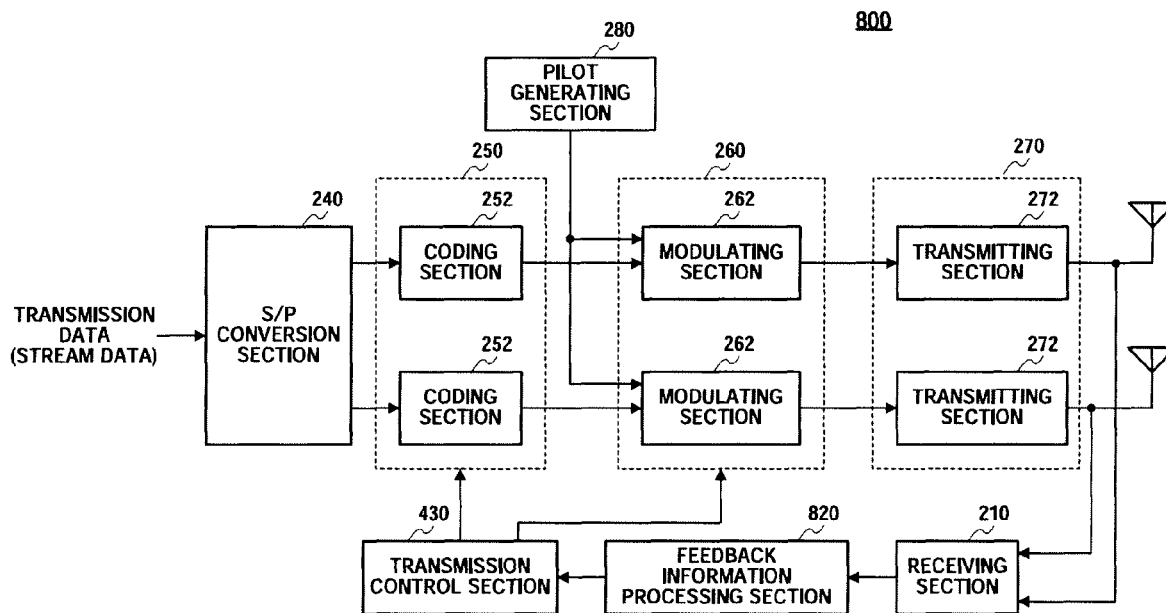 800
280
PILOT
GENERATING
SECTION
250
260
270
240
252
262
272
CODING
SECTION
MODULATING
SECTION
TRANSMITTING
SECTION
TRANSMISSION
DATA
(STREAM DATA)
S/P
CONVERSION
SECTION
252
262
272
CODING
SECTION
MODULATING
SECTION
TRANSMITTING
SECTION
430
820
210
TRANSMISSION
CONTROL SECTION
FEEDBACK
INFORMATION
PROCESSING SECTION
RECEIVING
SECTION